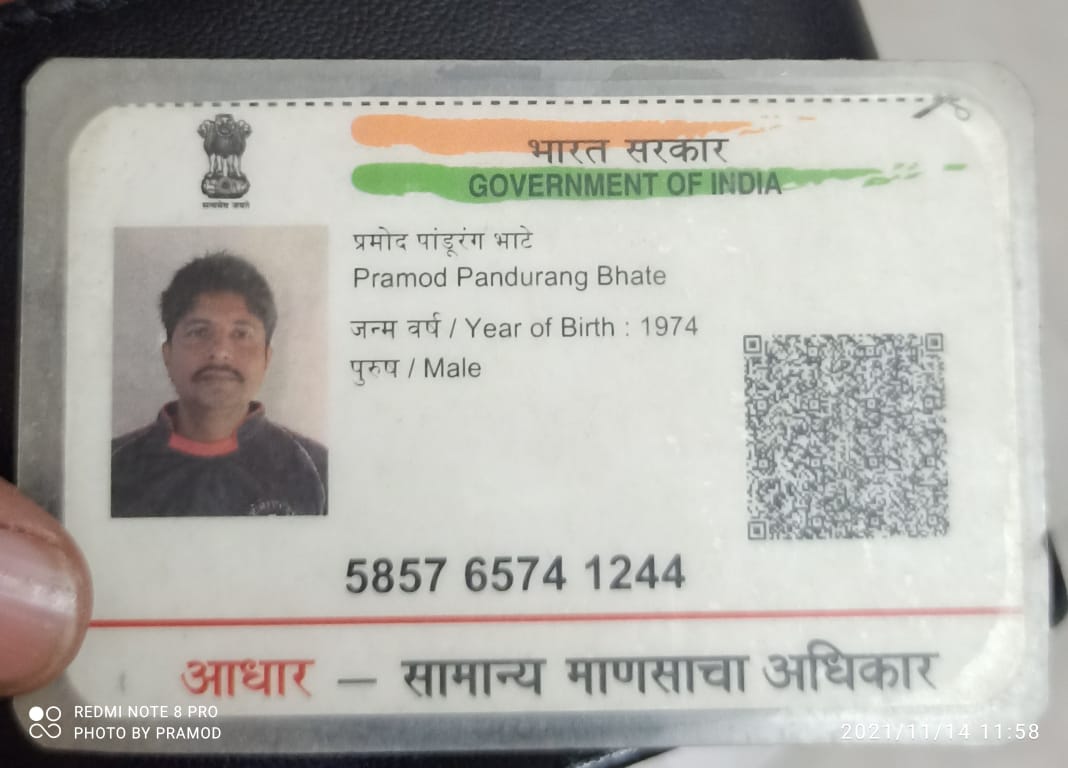 सत्यमेव जयते
भारत सरकार
GOVERNMENT OF INDIA
प्रमोद पांडूरंग भाटे
Pramod Pandurang Bhate
जन्म वर्ष / Year of Birth : 1974
पुरुष / Male
5857 6574 1244
आधार — सामान्य माणसाचा अधिकार
REDMI NOTE 8 PRO
PHOTO BY PRAMOD
2021/11/14 11:58